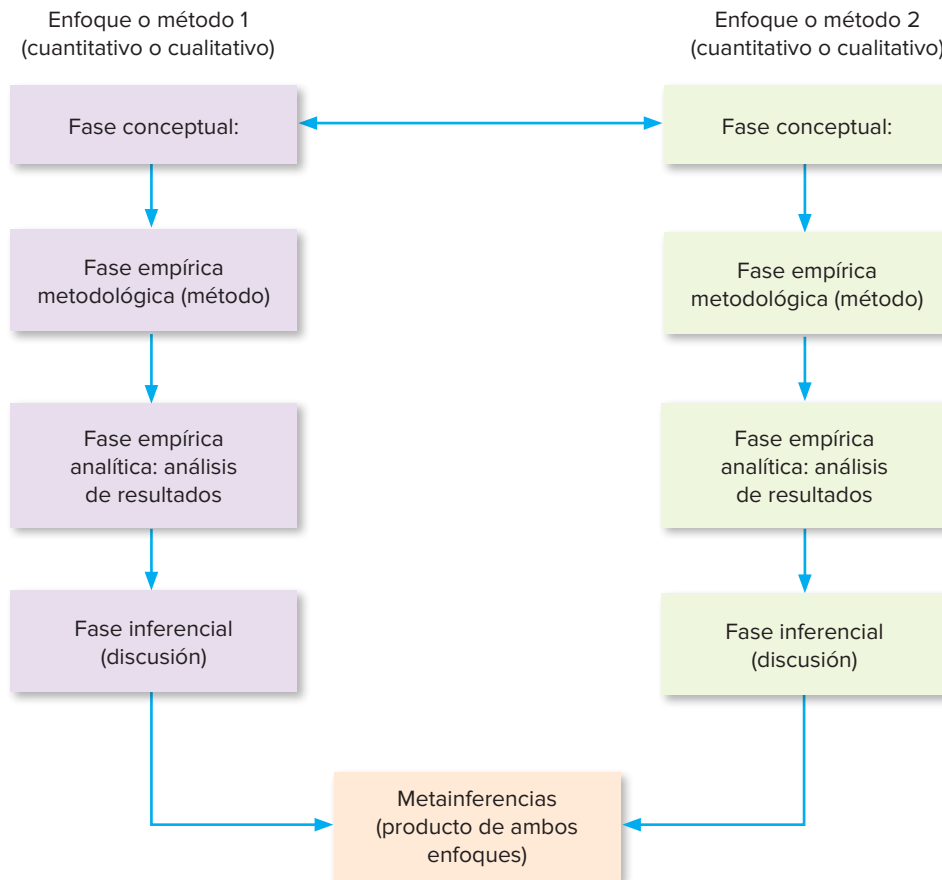 Enfoque o método 1
(cuantitativo o cualitativo)
Enfoque o método 2
(cuantitativo o cualitativo)
Fase conceptual:
Fase conceptual:
Fase empírica
metodológica (método)
Fase empírica
metodológica (método)
Fase empírica
analítica: análisis
de resultados
Fase empírica
analítica: análisis
de resultados
Fase inferencial
(discusión)
Fase inferencial
(discusión)
Metainferencias
(producto de ambos
enfoques)